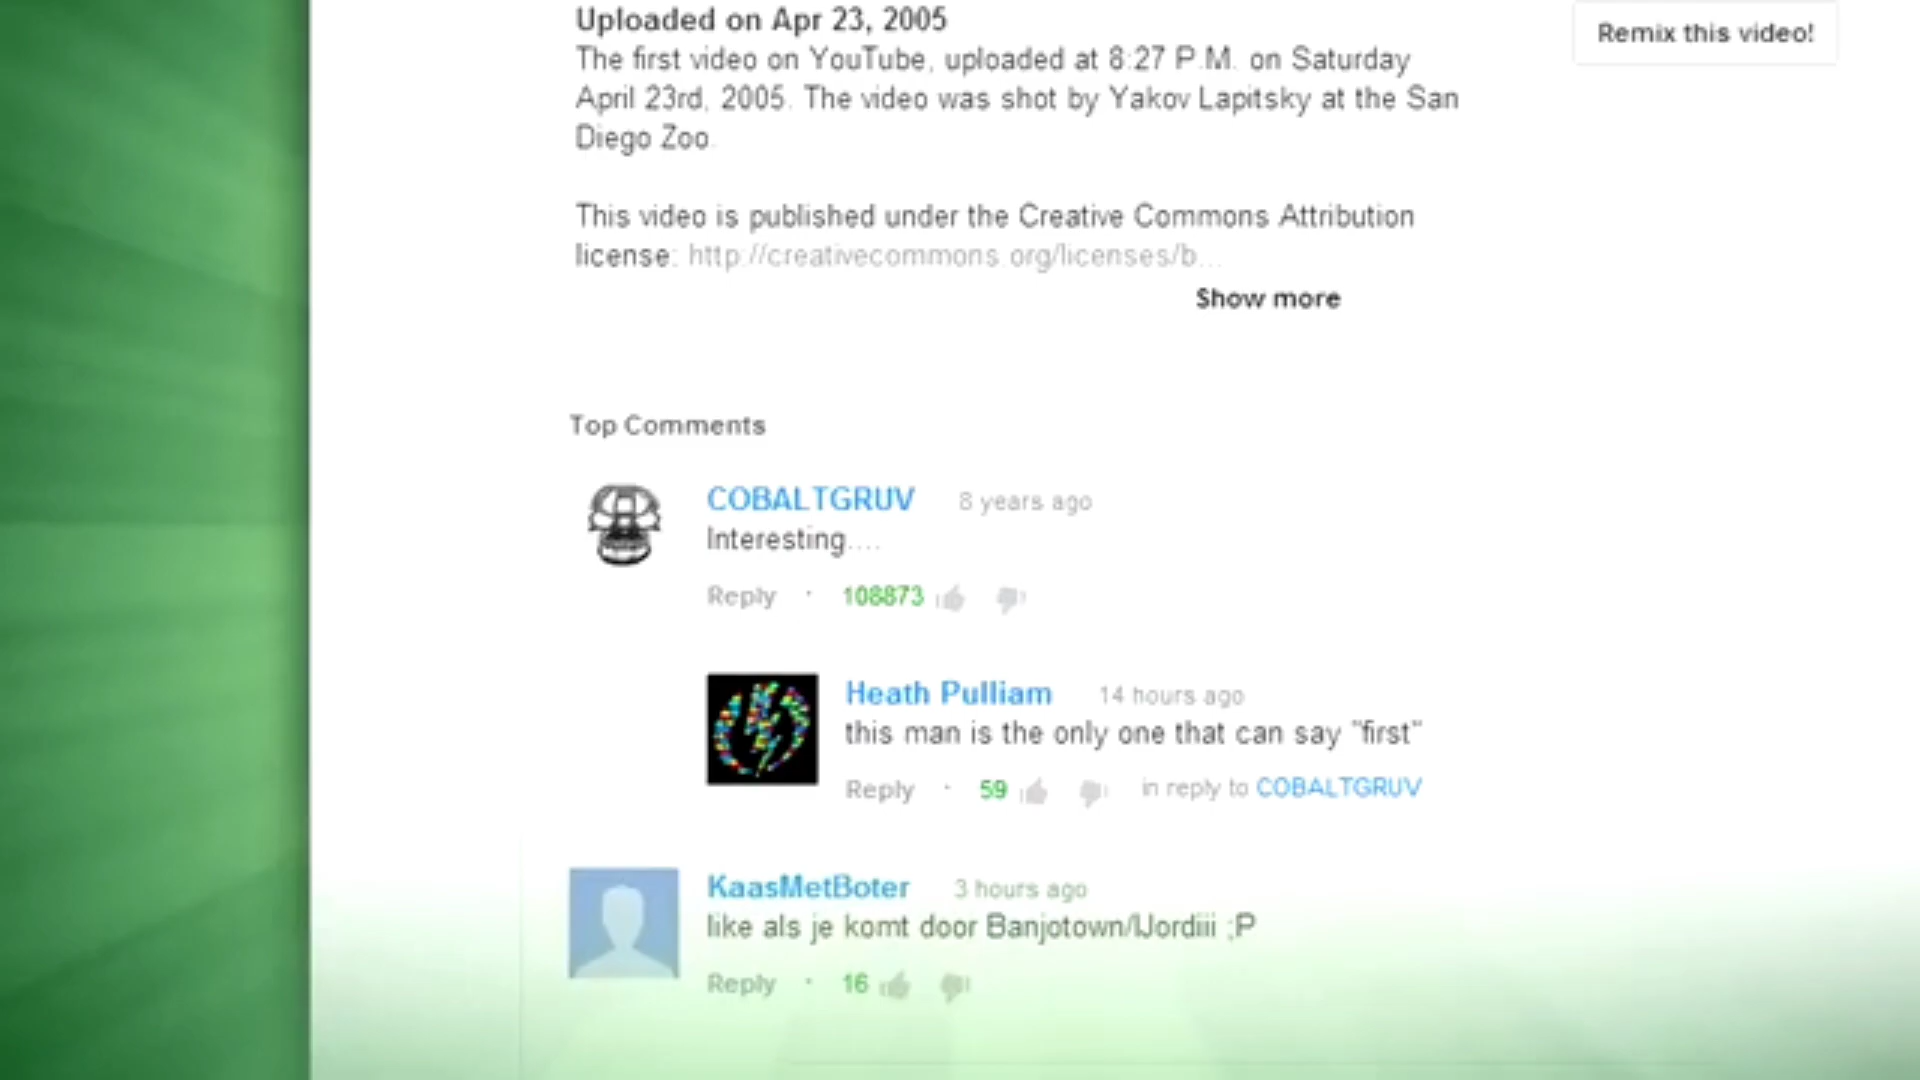 Uploaded on Apr 23, 2005
Remix this video!
The first video on YouTube, uploaded at 8:27 P.M. on Saturday
April 23rd, 2005. The video was shot by Yakov Lapitsky at the San
Diego Zoo.
This video is published under the Creative Commons Attribution
license: http://creativecommons.org/licenses/b...
Show more
Top Comments
COBALTGRUV 8 years ago
Interesting....
Reply · 108873
Heath Pulliam 14 hours ago
this man is the only one that can say "first"
Reply · 59 in reply to COBALTGRUV
KaasMetBoter 3 hours ago
like als je komt door Banjotown/IJordiii ;P
Reply · 16